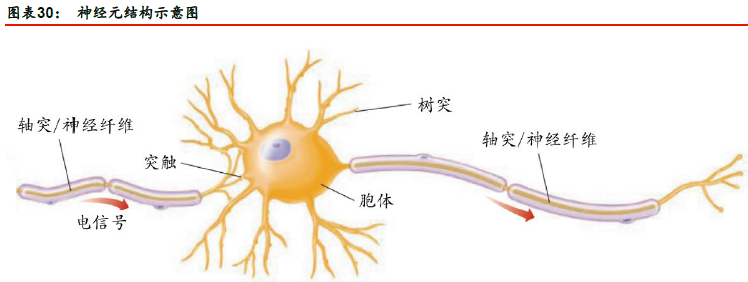 图表30： 神经元结构示意图
树突
轴突/神经纤维
轴突/神经纤维
突触
胞体
电信号